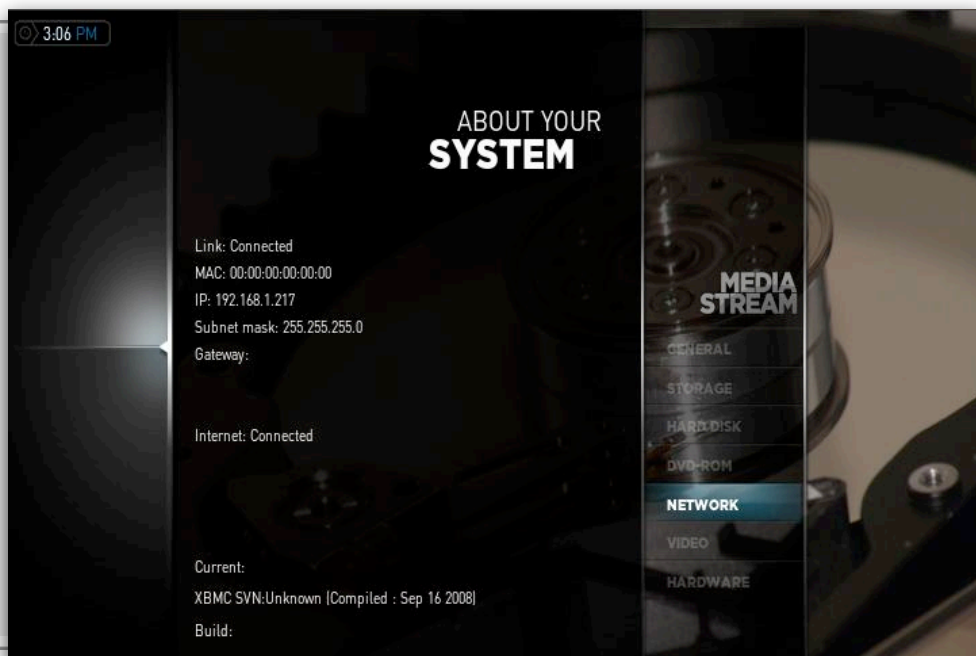 3:06 PM
ABOUT YOUR
SYSTEM
Link: Connected
MAC: 00:00:00:00:00:00
IP: 192.168.1.217
Subnet mask: 255.255.255.0
Gateway:
Internet: Connected
Current:
XBMC SVN:Unknown (Compiled : Sep 16 2008)
Build:
MEDIA
STREAM
GENERAL
STORAGE
HARD DISK
DVD-ROM
NETWORK
VIDEO
HARDWARE